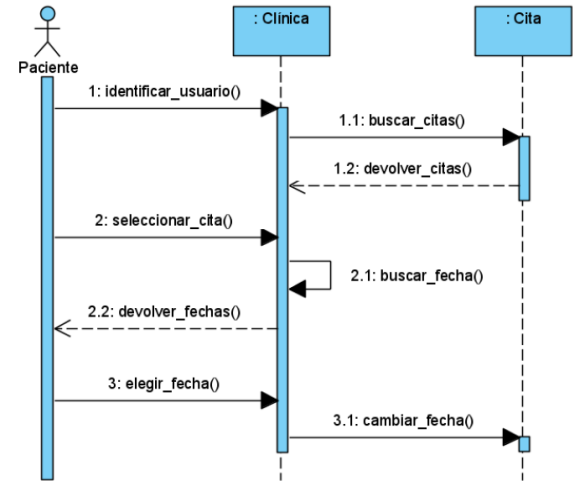 : Clínica
: Cita
Paciente
1: identificar_usuario()
1.1: buscar_citas()
1.2: devolver_citas()
2: seleccionar_cita()
2.1: buscar_fecha()
2.2: devolver_fechas()
3: elegir_fecha()
3.1: cambiar_fecha()